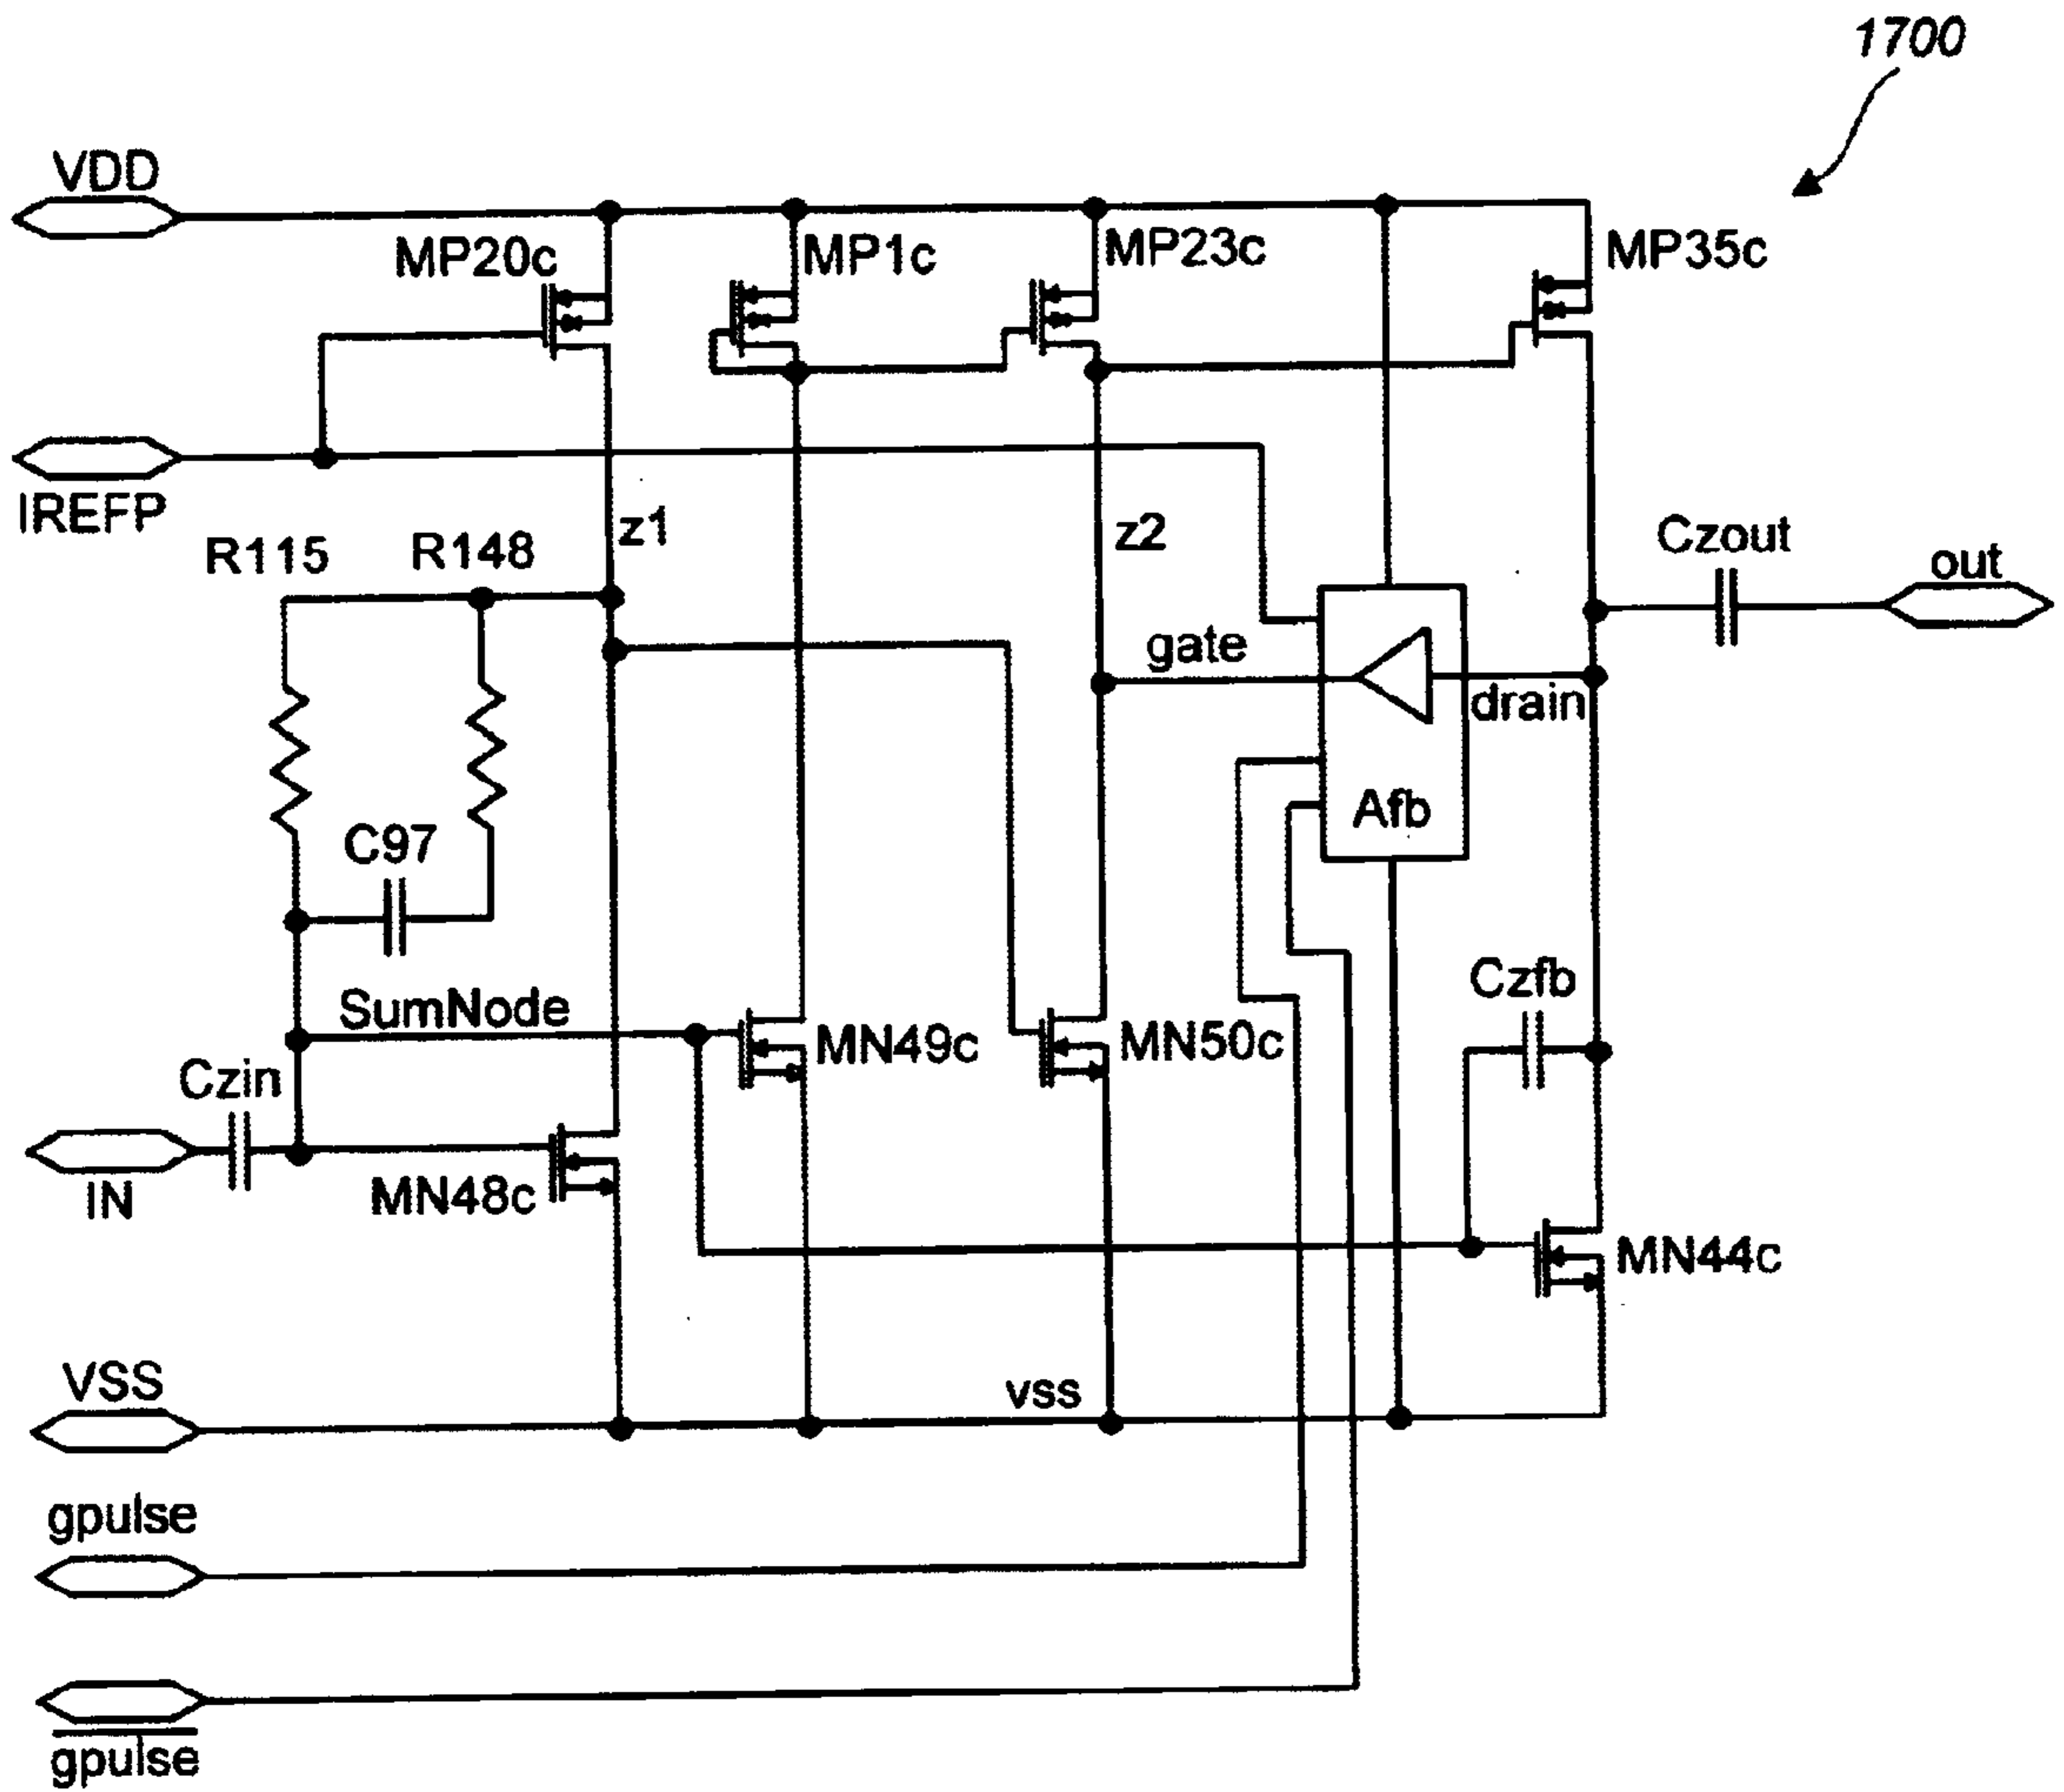 1700
VDD
MP20c
MP1c
MP23c
MP35c
IREFP
R115
R148
z1
z2
Czout
out
gate
drain
C97
Afb
SumNode
Czfb
MN49c
MN50c
Czin
IN
MN48c
MN44c
VSS
vss
gpulse
gpulse